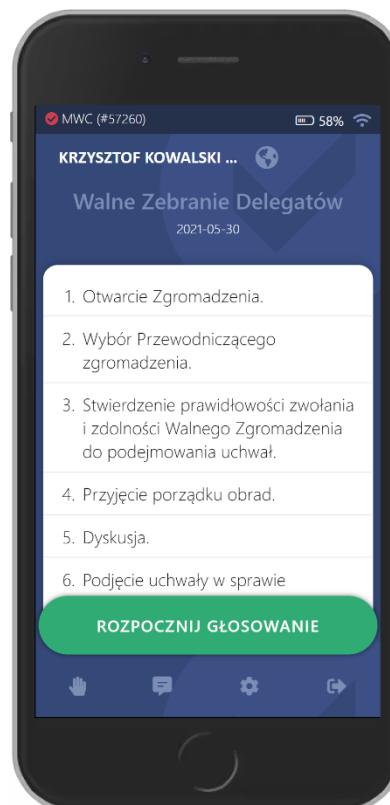 MWC (#57260) 58%
KRZYSZTOF KOWALSKI ...
Walne Zebranie Delegatów
2021-05-30
1. Otwarcie Zgromadzenia.
2. Wybór Przewodniczącego
zgromadzenia.
3. Stwierdzenie prawidłowości zwołania
i zdolności Walnego Zgromadzenia
do podejmowania uchwał.
4. Przyjęcie porządku obrad.
5. Dyskusja.
6. Podjęcie uchwały w sprawie
ROZPOCZNIJ GŁOSOWANIE